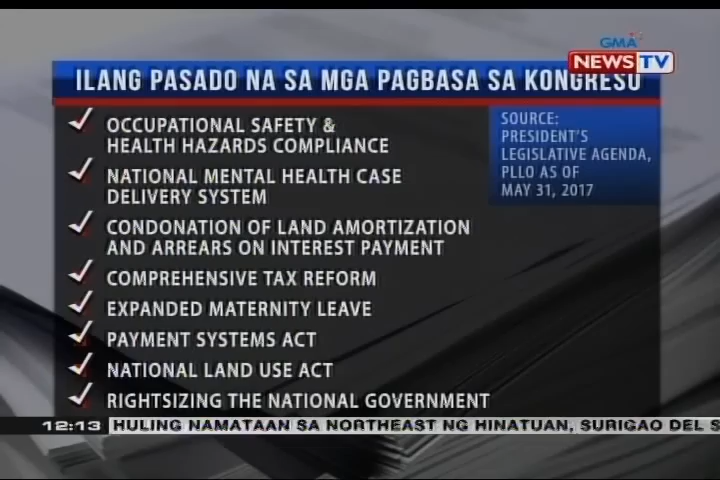 GMA
NEWS TV
ILANG PASADO NA SA MGA PAGBASA SA KONGRESO
OCCUPATIONAL SAFETY &
HEALTH HAZARDS COMPLIANCE
NATIONAL MENTAL HEALTH CASE
DELIVERY SYSTEM
CONDONATION OF LAND AMORTIZATION
AND ARREARS ON INTEREST PAYMENT
COMPREHENSIVE TAX REFORM
EXPANDED MATERNITY LEAVE
PAYMENT SYSTEMS ACT
NATIONAL LAND USE ACT
RIGHTSIZING THE NATIONAL GOVERNMENT
SOURCE:
PRESIDENT'S
LEGISLATIVE AGENDA,
PLLO AS OF
MAY 31, 2017
12:13 HULING NAMATAAN SA NORTHEAST NG HINATUAN, SURIGAO DEL S